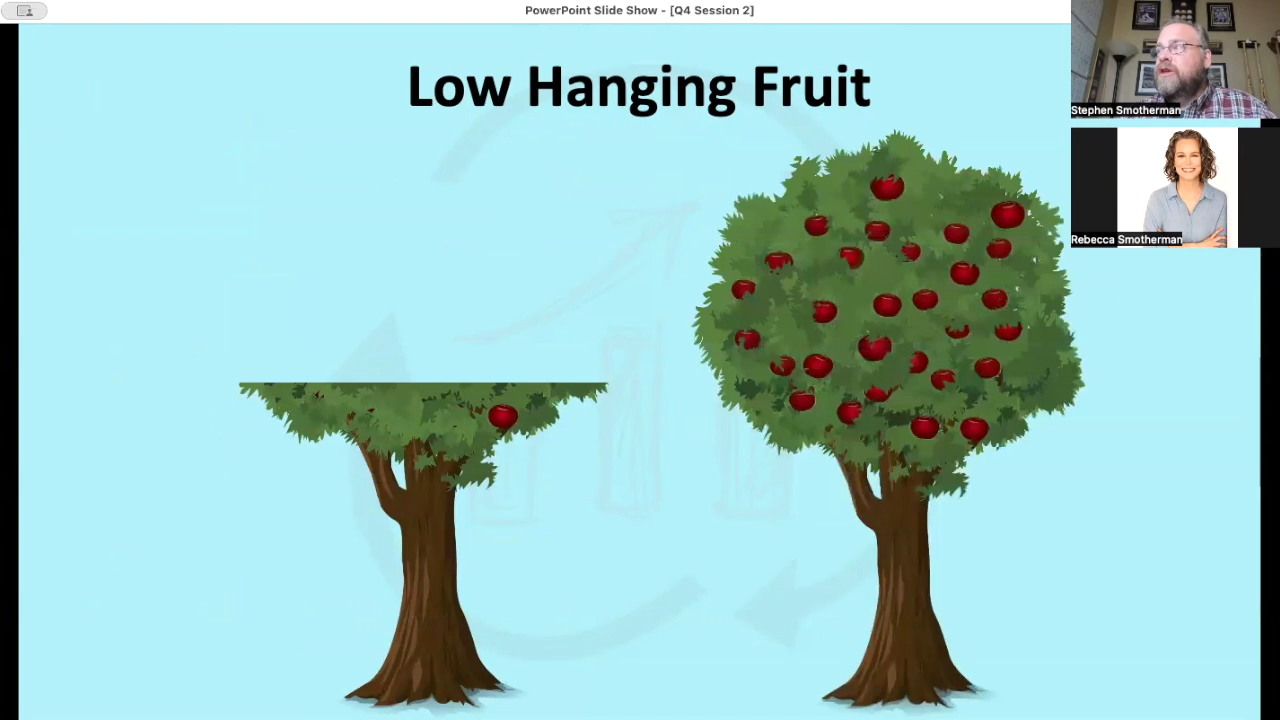 PowerPoint Slide Show - [Q4 Session 2]
Low Hanging Fruit
Stephen Smotherman
Rebecca Smotherman